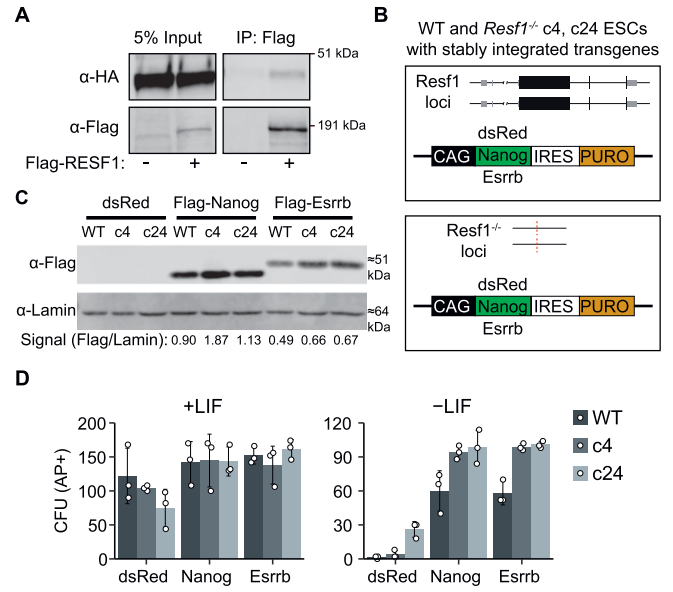 A
5% Input
IP: Flag
51 kDa
α-HA
α-Flag
191 kDa
Flag-RESF1: - + - +
B
WT and Resf1-/- c4, c24 ESCs
with stably integrated transgenes
Resf1
loci
dsRed
CAG Nanog IRES PURO
Esrrb
Resf1-/-
loci
dsRed
CAG Nanog IRES PURO
Esrrb
C
dsRed Flag-Nanog Flag-Esrrb
WT c4 c24 WT c4 c24 WT c4 c24
α-Flag
≈51
kDa
α-Lamin
≈64
kDa
Signal (Flag/Lamin): 0.90 1.87 1.13 0.49 0.66 0.67
D
+LIF
CFU (AP+)
200
150
100
50
0
dsRed Nanog Esrrb
−LIF
120
90
60
30
0
dsRed Nanog Esrrb
WT
c4
c24